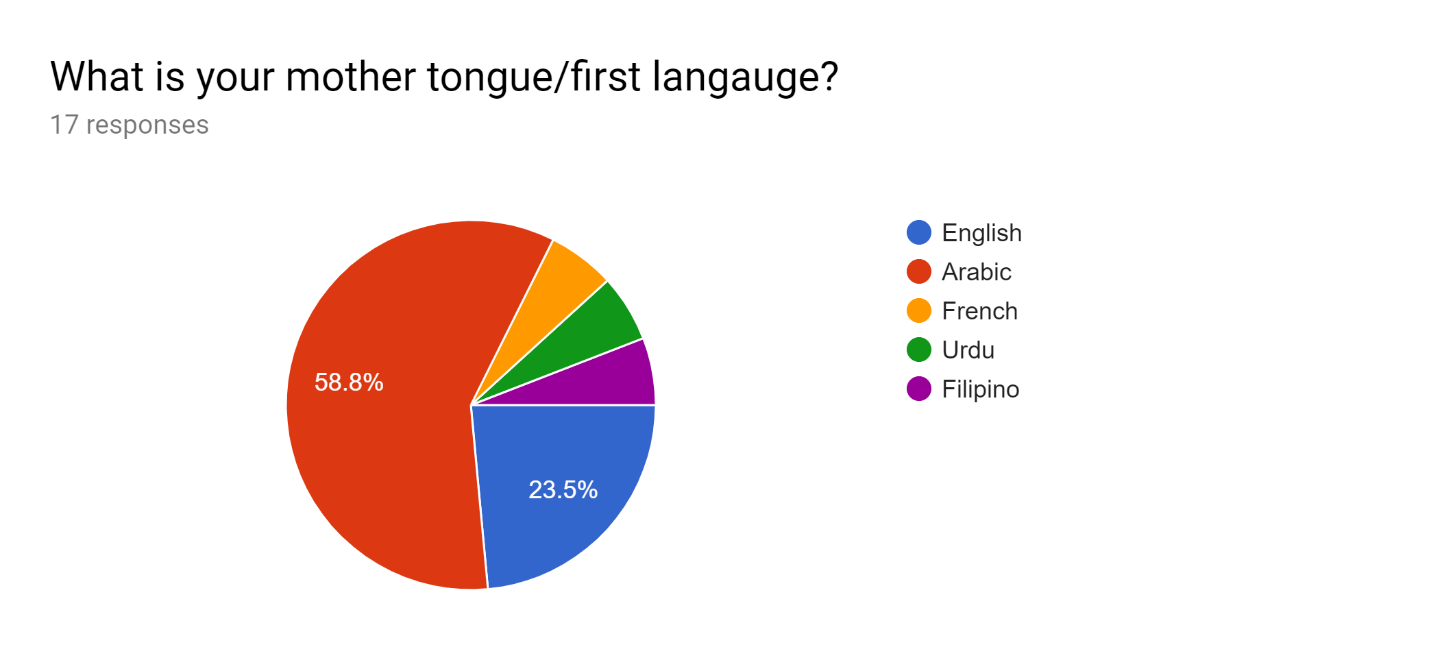 What is your mother tongue/first langauge?
17 responses
58.8%
23.5%
English
Arabic
French
Urdu
Filipino